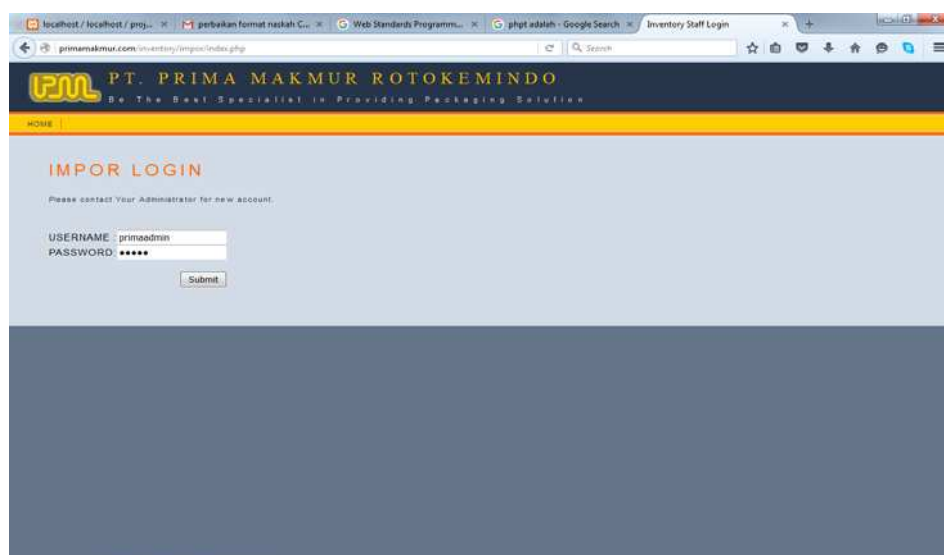 localhost / localhost / proj...
perbaikan format naskah C...
Web Standards Programm...
phpt adalah - Google Search
Inventory Staff Login
primamakmur.com/inventory/impor/index.php
Search
PT. PRIMA MAKMUR ROTOKEMINDO
Be The Best Specialist in Providing Packaging Solution
HOME
IMPOR LOGIN
Please contact Your Administrator for new account.
USERNAME : primaadmin
PASSWORD: •••••
Submit